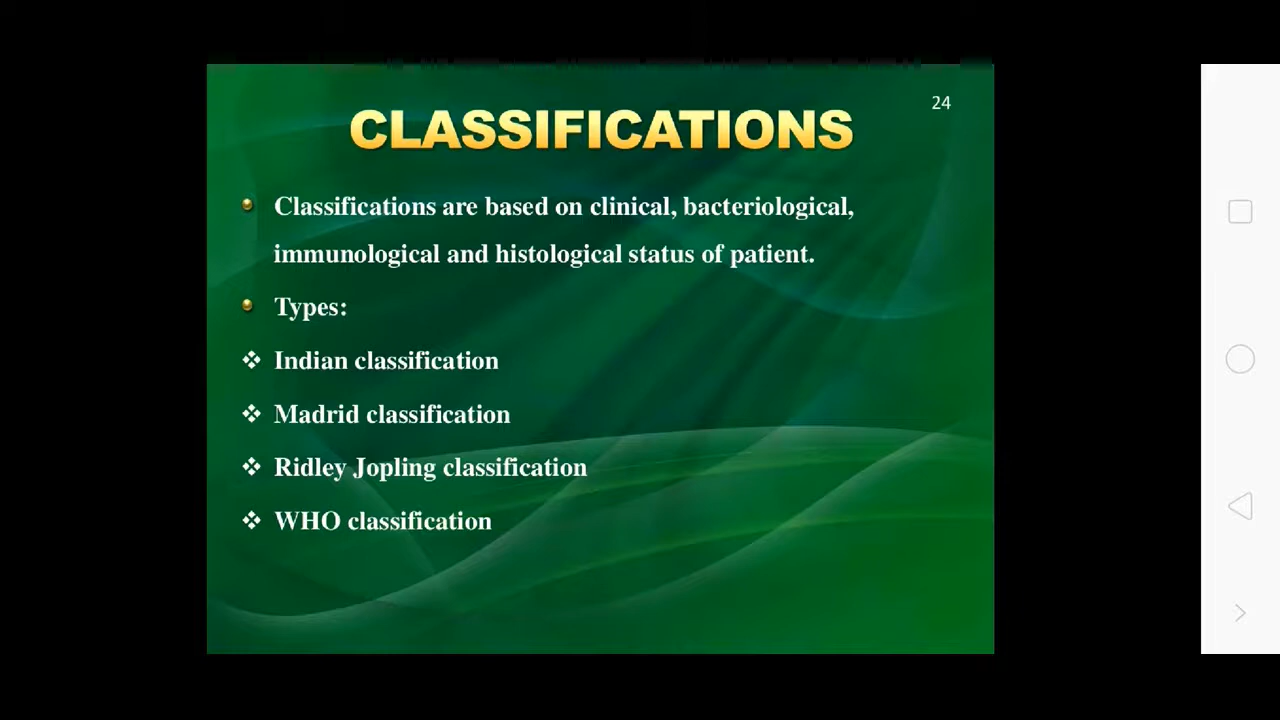 24
CLASSIFICATIONS
Classifications are based on clinical, bacteriological,
immunological and histological status of patient.
Types:
Indian classification
Madrid classification
Ridley Jopling classification
WHO classification